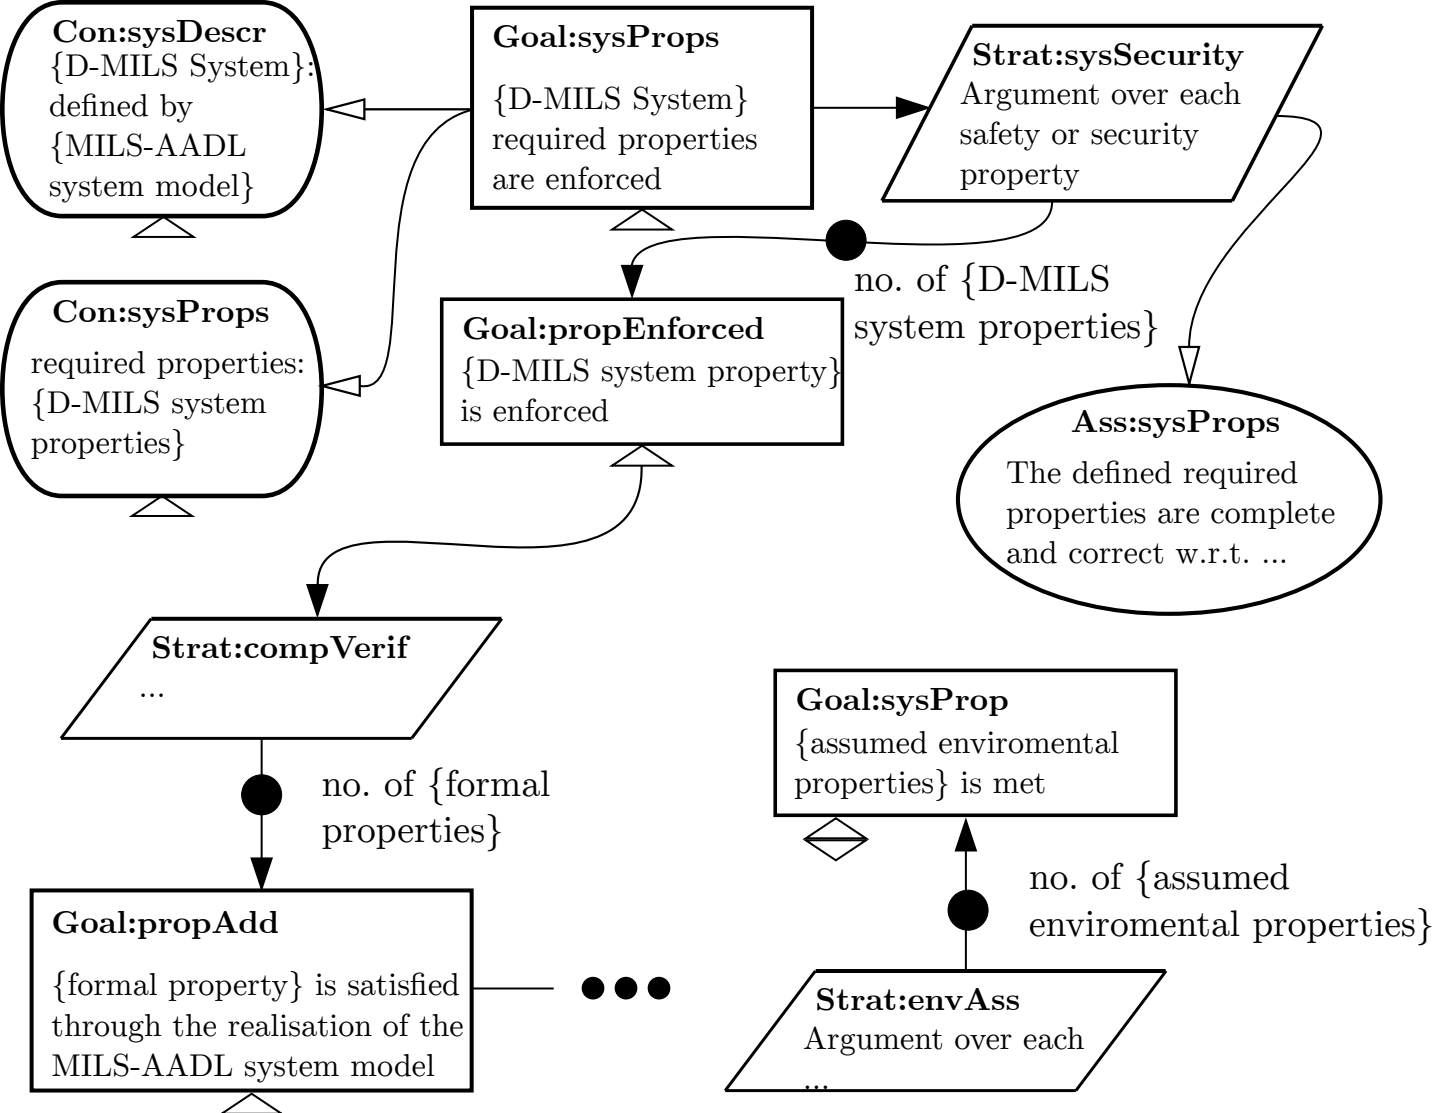 Con:sysDescr
{D-MILS System}:
defined by
{MILS-AADL
system model}
Goal:sysProps
{D-MILS System}
required properties
are enforced
Strat:sysSecurity
Argument over each
safety or security
property
no. of {D-MILS
system properties}
Con:sysProps
required properties:
{D-MILS system
properties}
Goal:propEnforced
{D-MILS system property}
is enforced
Ass:sysProps
The defined required
properties are complete
and correct w.r.t. ...
Strat:compVerif
...
no. of {formal
properties}
Goal:sysProp
{assumed enviromental
properties} is met
no. of {assumed
enviromental properties}
Goal:propAdd
{formal property} is satisfied
through the realisation of the
MILS-AADL system model
Strat:envAss
Argument over each
...